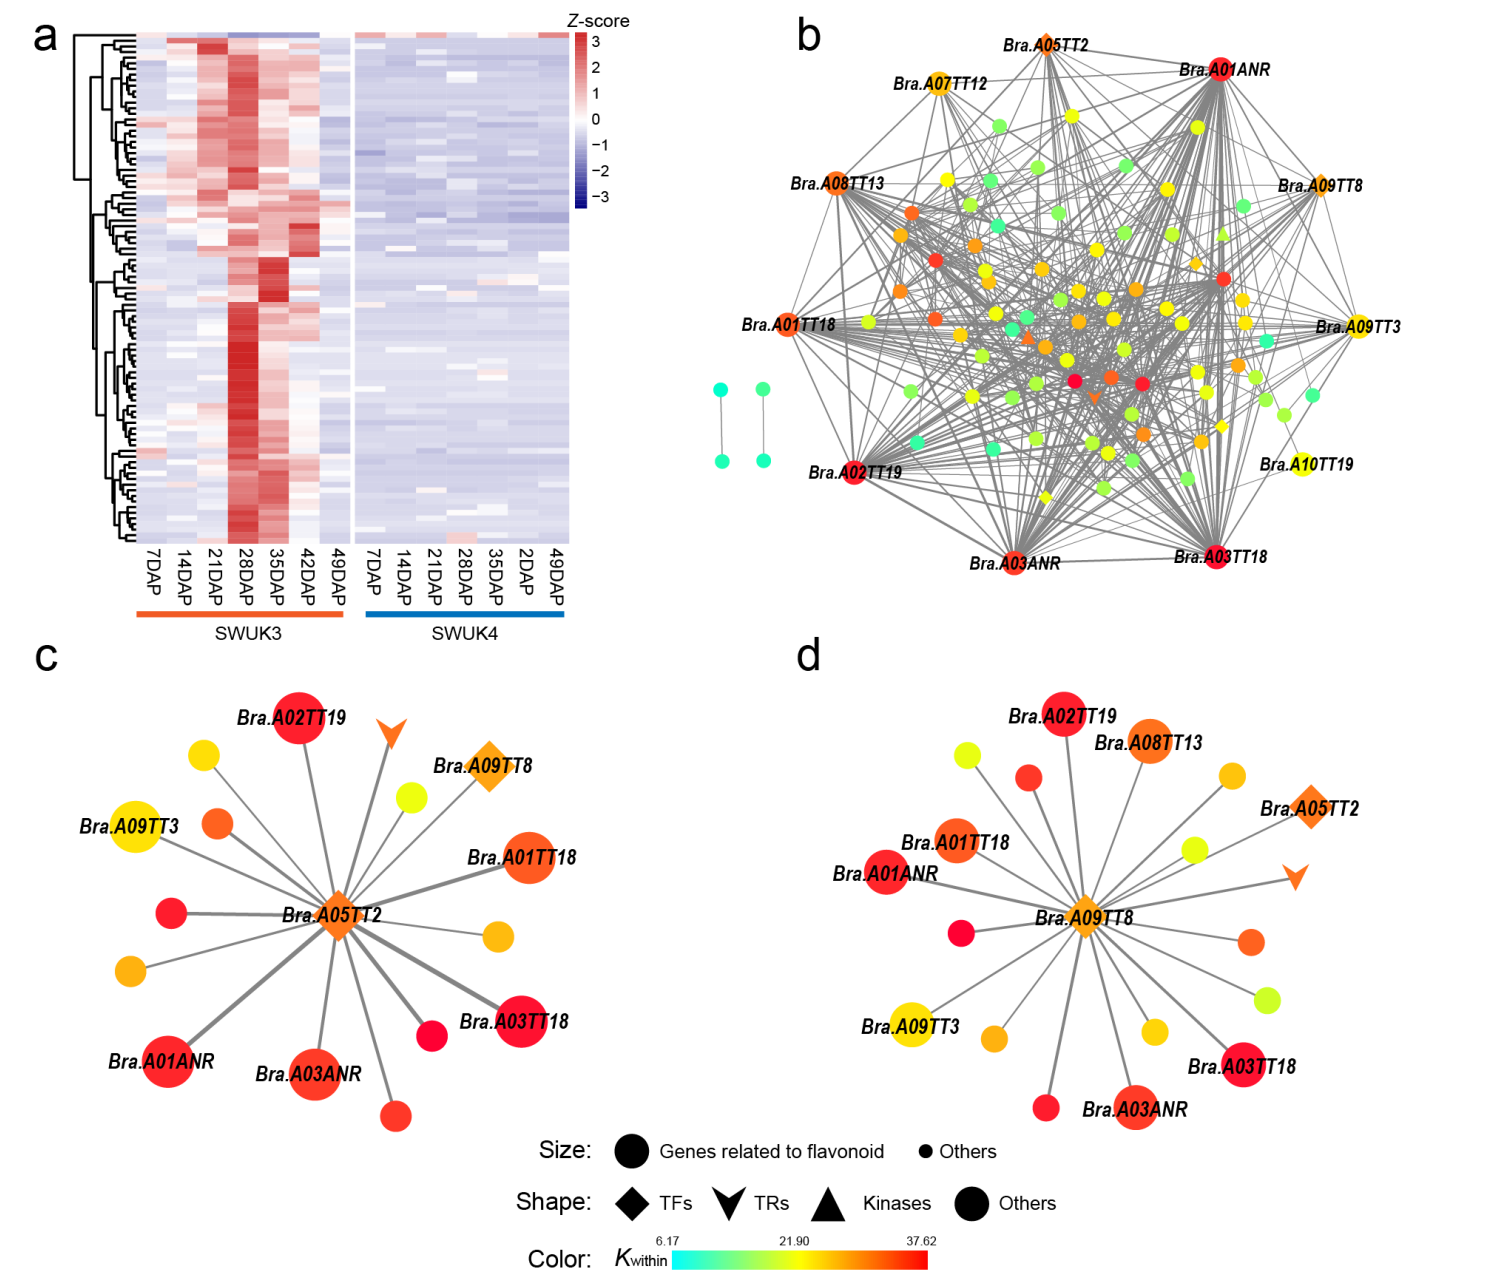 a
Z-score
3
2
1
0
−1
−2
−3
7DAP
14DAP
21DAP
28DAP
35DAP
42DAP
49DAP
7DAP
14DAP
21DAP
28DAP
35DAP
2DAP
49DAP
SWUK3
SWUK4
b
Bra.A05TT2
Bra.A01ANR
Bra.A07TT12
Bra.A08TT13
Bra.A09TT8
Bra.A01TT18
Bra.A09TT3
Bra.A02TT19
Bra.A10TT19
Bra.A03ANR
Bra.A03TT18
c
Bra.A02TT19
Bra.A09TT8
Bra.A09TT3
Bra.A01TT18
Bra.A05TT2
Bra.A03TT18
Bra.A01ANR
Bra.A03ANR
d
Bra.A02TT19
Bra.A08TT13
Bra.A05TT2
Bra.A01TT18
Bra.A01ANR
Bra.A09TT8
Bra.A09TT3
Bra.A03TT18
Bra.A03ANR
Size: Genes related to flavonoid Others
Shape: TFs TRs Kinases Others
6.17 21.90 37.62
Color: Kwithin